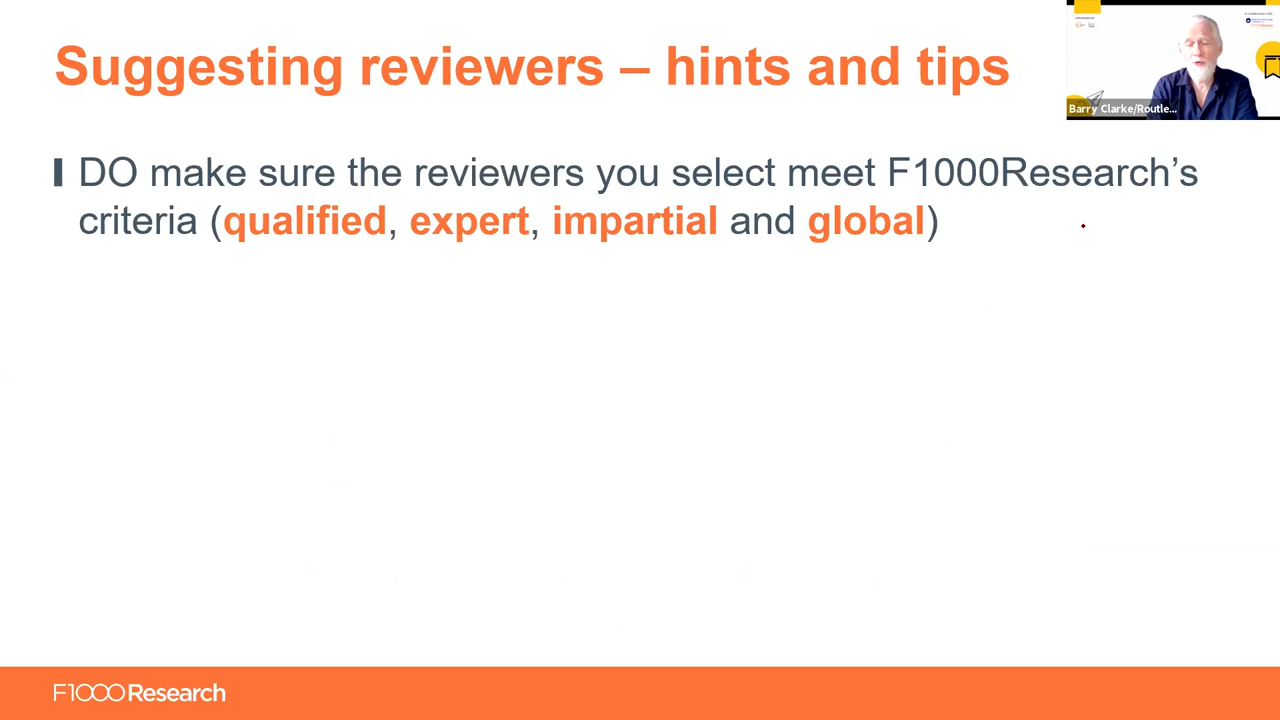 Suggesting reviewers – hints and tips
Barry Clarke/Routle...
DO make sure the reviewers you select meet F1000Research’s
criteria (qualified, expert, impartial and global)
F1000Research